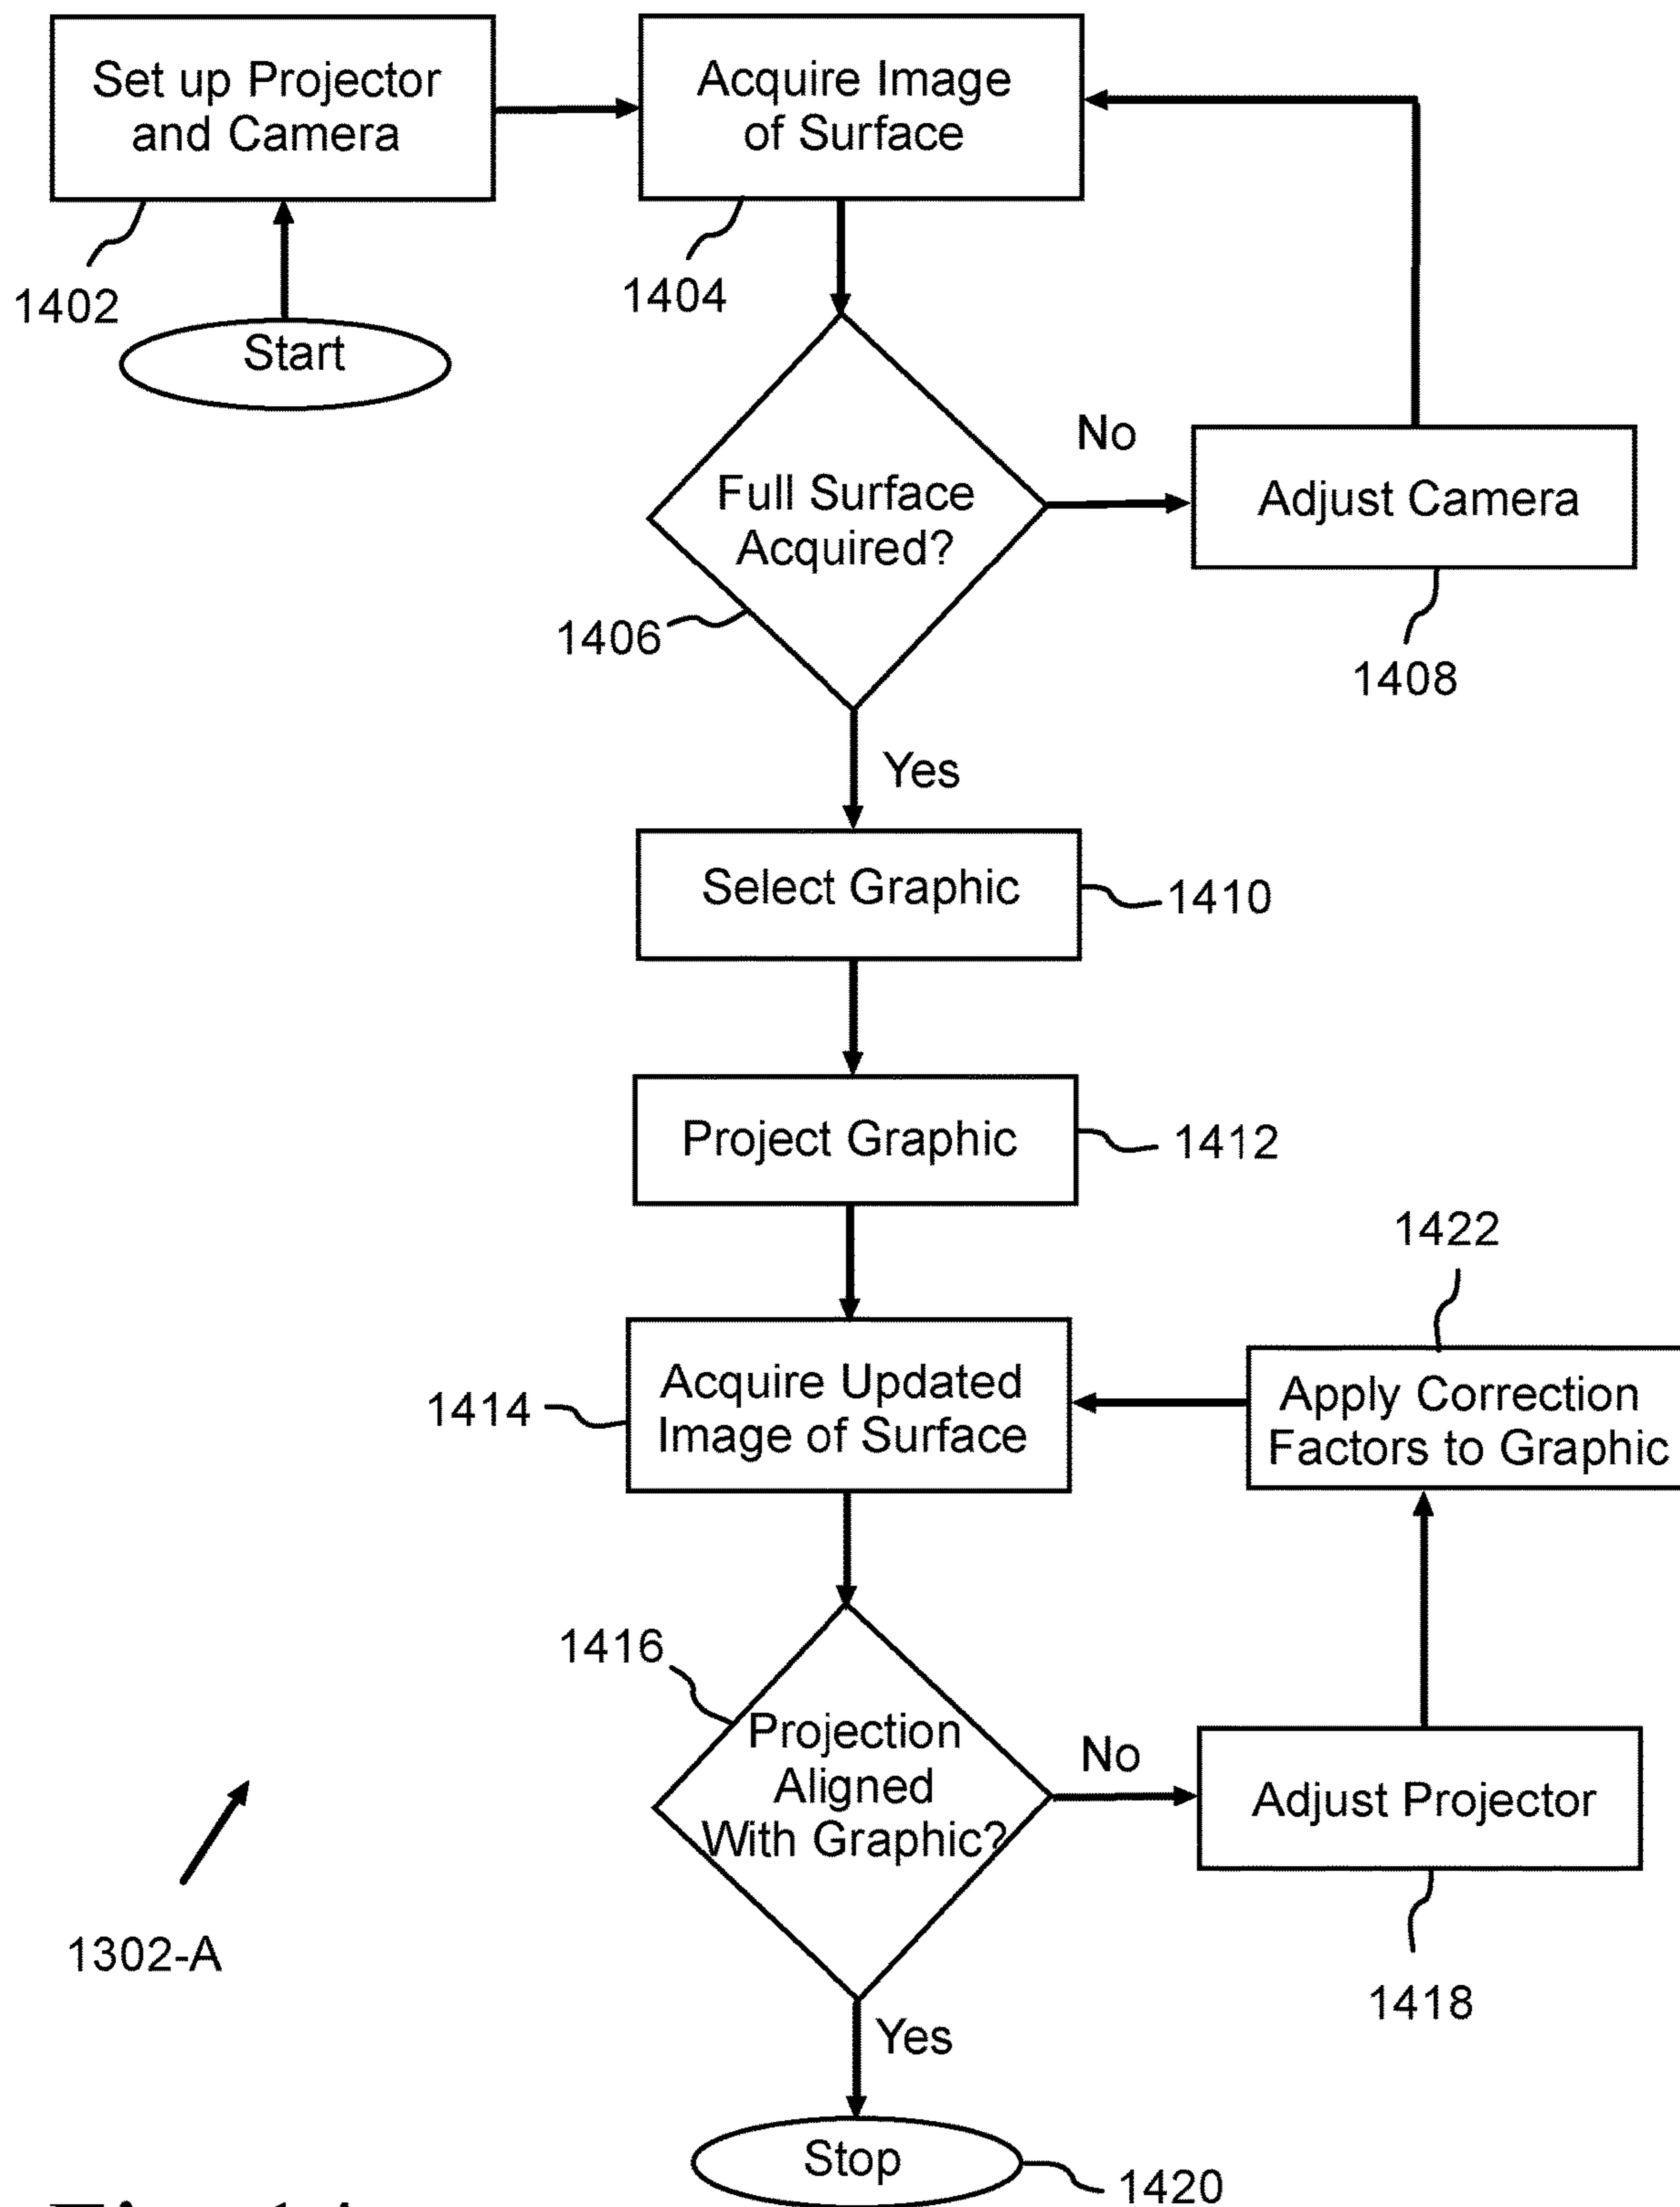 Set up Projector
and Camera
Acquire Image
of Surface
1402
1404
Start
No
Full Surface
Acquired?
Adjust Camera
1406
1408
Yes
Select Graphic
1410
Project Graphic
1412
1422
Acquire Updated
Image of Surface
1414
Apply Correction
Factors to Graphic
1416
Projection
Aligned
With Graphic?
No
Adjust Projector
1302-A
1418
Yes
Stop
1420